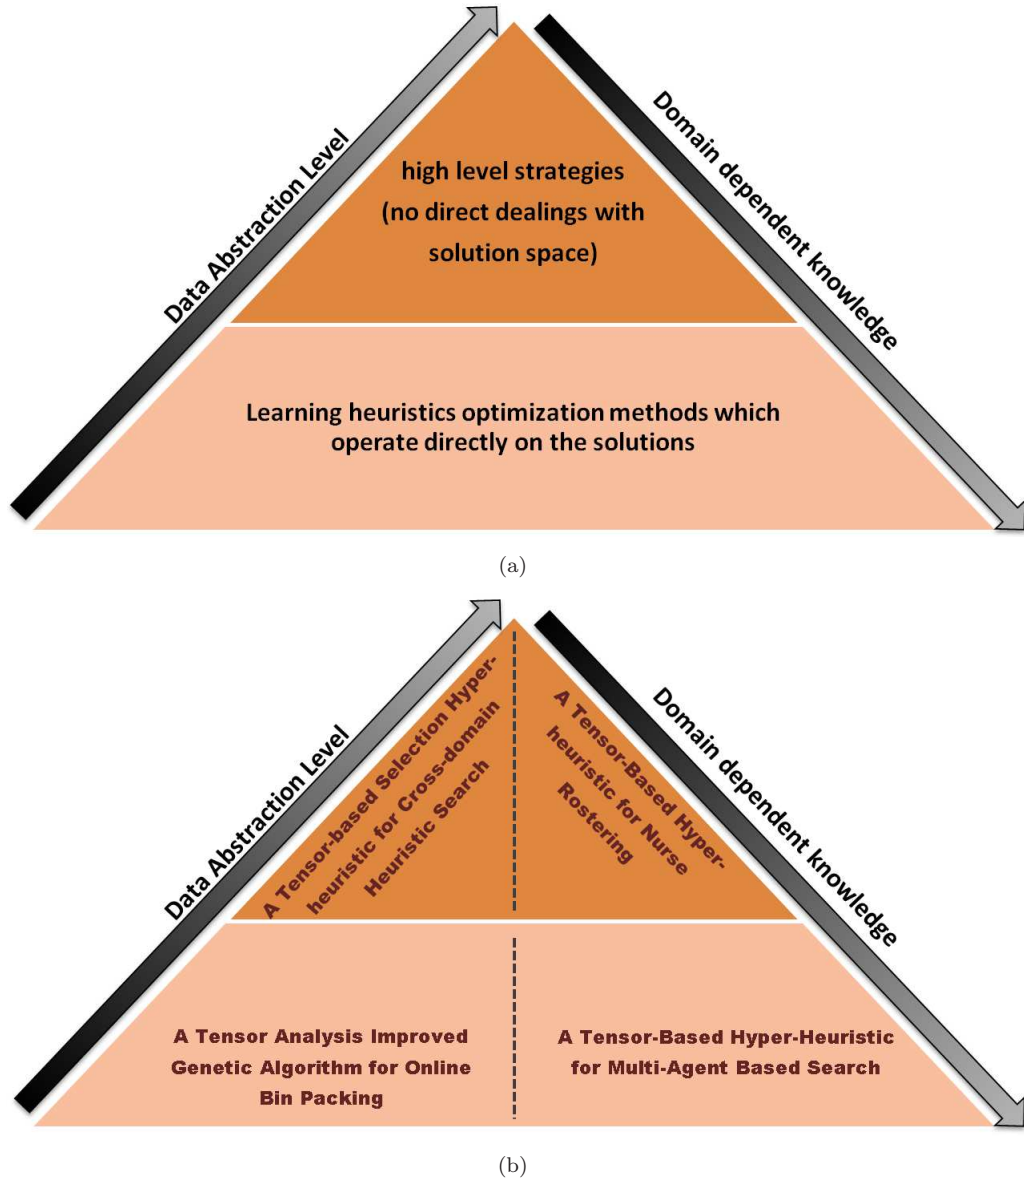 Data Abstraction Level
Domain dependent knowledge
high level strategies
(no direct dealings with
solution space)
Learning heuristics optimization methods which
operate directly on the solutions
(a)
Data Abstraction Level
Domain dependent knowledge
A Tensor-based Selection Hyper-
heuristic for Cross-domain
Heuristic Search
A Tensor-Based Hyper-
heuristic for Nurse
Rostering
A Tensor Analysis Improved
Genetic Algorithm for Online
Bin Packing
A Tensor-Based Hyper-Heuristic
for Multi-Agent Based Search
(b)